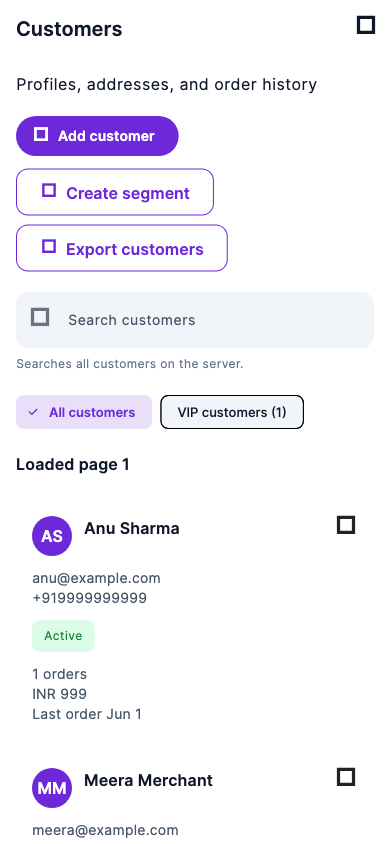 Customers
Profiles, addresses, and order history
Add customer
Create segment
Export customers
Search customers
Searches all customers on the server.
All customers
VIP customers (1)
Loaded page 1
AS
Anu Sharma
anu@example.com
+919999999999
Active
1 orders
INR 999
Last order Jun 1
MM
Meera Merchant
meera@example.com